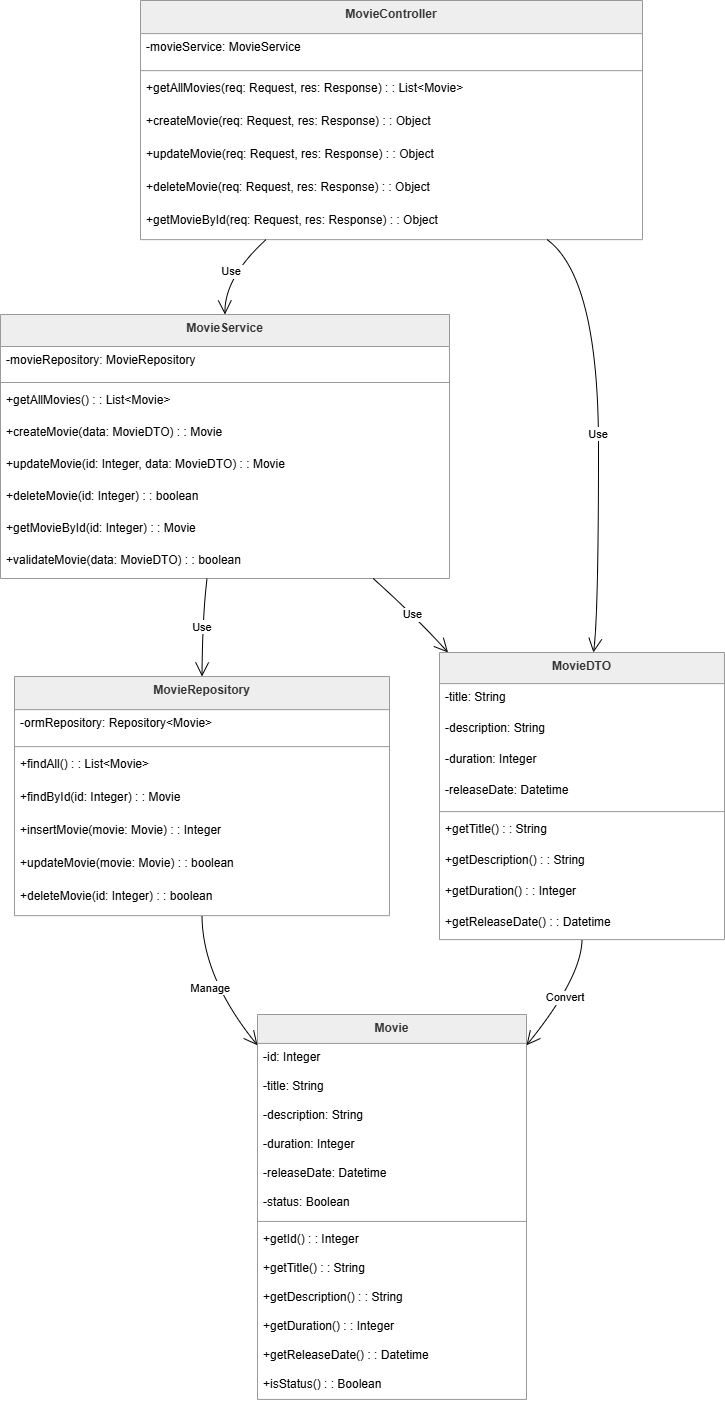 MovieController
-movieService: MovieService
+getAllMovies(req: Request, res: Response) : : List<Movie>
+createMovie(req: Request, res: Response) : : Object
+updateMovie(req: Request, res: Response) : : Object
+deleteMovie(req: Request, res: Response) : : Object
+getMovieById(req: Request, res: Response) : : Object
Use
MovieService
-movieRepository: MovieRepository
+getAllMovies() : : List<Movie>
+createMovie(data: MovieDTO) : : Movie
+updateMovie(id: Integer, data: MovieDTO) : : Movie
+deleteMovie(id: Integer) : : boolean
+getMovieById(id: Integer) : : Movie
+validateMovie(data: MovieDTO) : : boolean
Use
Use
Use
MovieRepository
-ormRepository: Repository<Movie>
+findAll() : : List<Movie>
+findById(id: Integer) : : Movie
+insertMovie(movie: Movie) : : Integer
+updateMovie(movie: Movie) : : boolean
+deleteMovie(id: Integer) : : boolean
MovieDTO
-title: String
-description: String
-duration: Integer
-releaseDate: Datetime
+getTitle() : : String
+getDescription() : : String
+getDuration() : : Integer
+getReleaseDate() : : Datetime
Manage
Convert
Movie
-id: Integer
-title: String
-description: String
-duration: Integer
-releaseDate: Datetime
-status: Boolean
+getId() : : Integer
+getTitle() : : String
+getDescription() : : String
+getDuration() : : Integer
+getReleaseDate() : : Datetime
+isStatus() : : Boolean